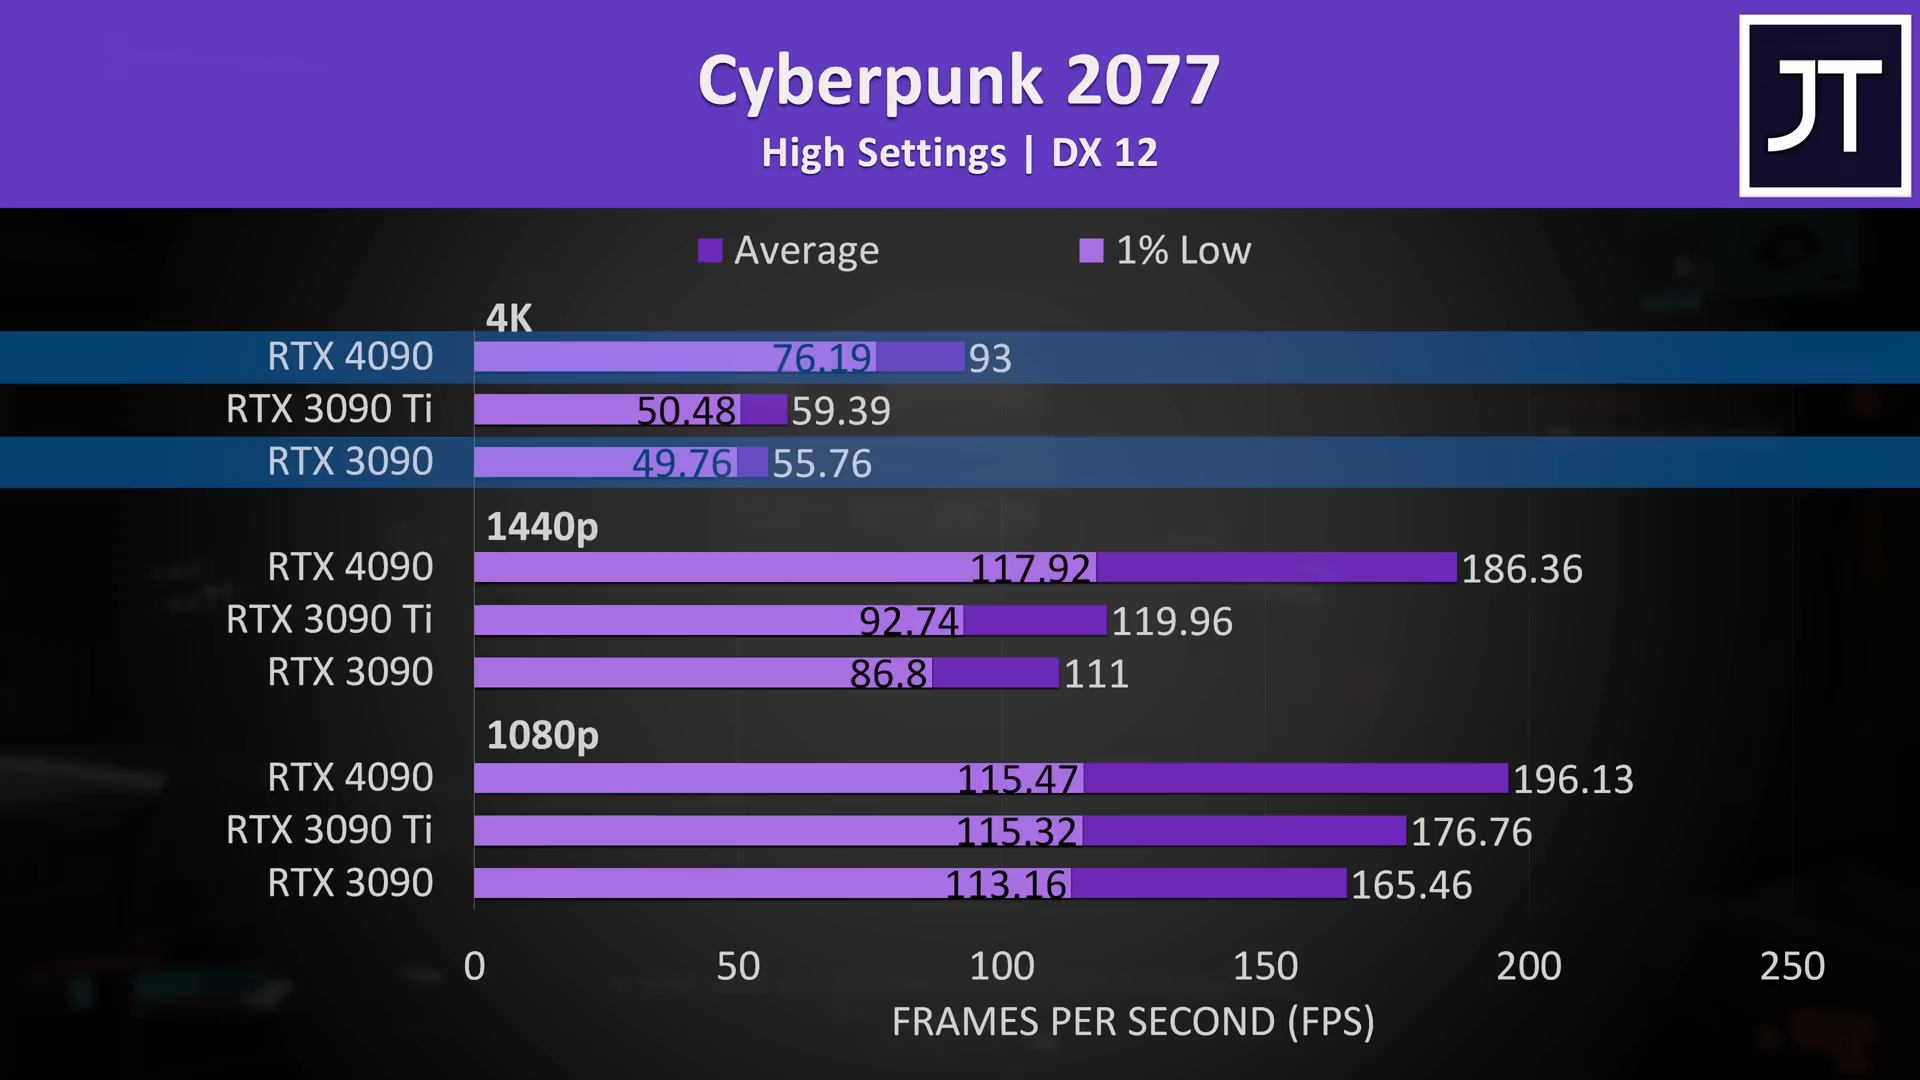 Cyberpunk 2077
High Settings | DX 12
JT
Average
1% Low
4K
RTX 4090 76.19 93
RTX 3090 Ti 50.48 59.39
RTX 3090 49.76 55.76
1440p
RTX 4090 117.92 186.36
RTX 3090 Ti 92.74 119.96
RTX 3090 86.8 111
1080p
RTX 4090 115.47 196.13
RTX 3090 Ti 115.32 176.76
RTX 3090 113.16 165.46
0 50 100 150 200 250
FRAMES PER SECOND (FPS)